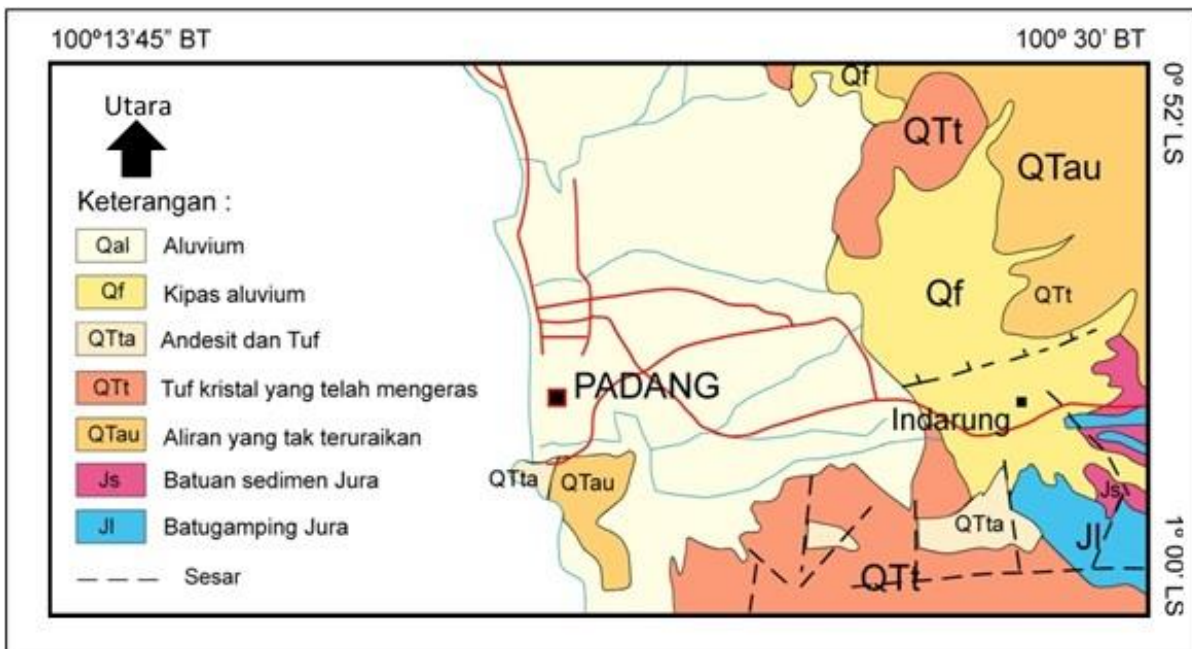 100º13'45” BT
100º 30' BT
0º 52' LS
1º 00' LS
Utara
Keterangan :
Qal Aluvium
Qf Kipas aluvium
QTta Andesit dan Tuf
QTt Tuf kristal yang telah mengeras
QTau Aliran yang tak teruraikan
Js Batuan sedimen Jura
Jl Batugamping Jura
Sesar
Qf
QTt
QTau
Qf
QTt
PADANG
Indarung
QTta
QTau
QTta
Js
Jl
QTt